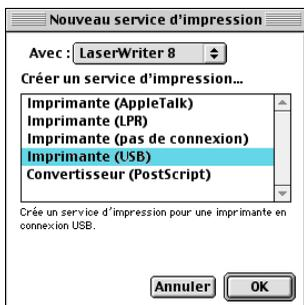 Nouveau service d'impression
Avec : LaserWriter 8
Créer un service d'impression...
Imprimante (AppleTalk)
Imprimante (LPR)
Imprimante (pas de connexion)
Imprimante (USB)
Convertisseur (PostScript)
Crée un service d'impression pour une imprimante en
connexion USB.
Annuler OK